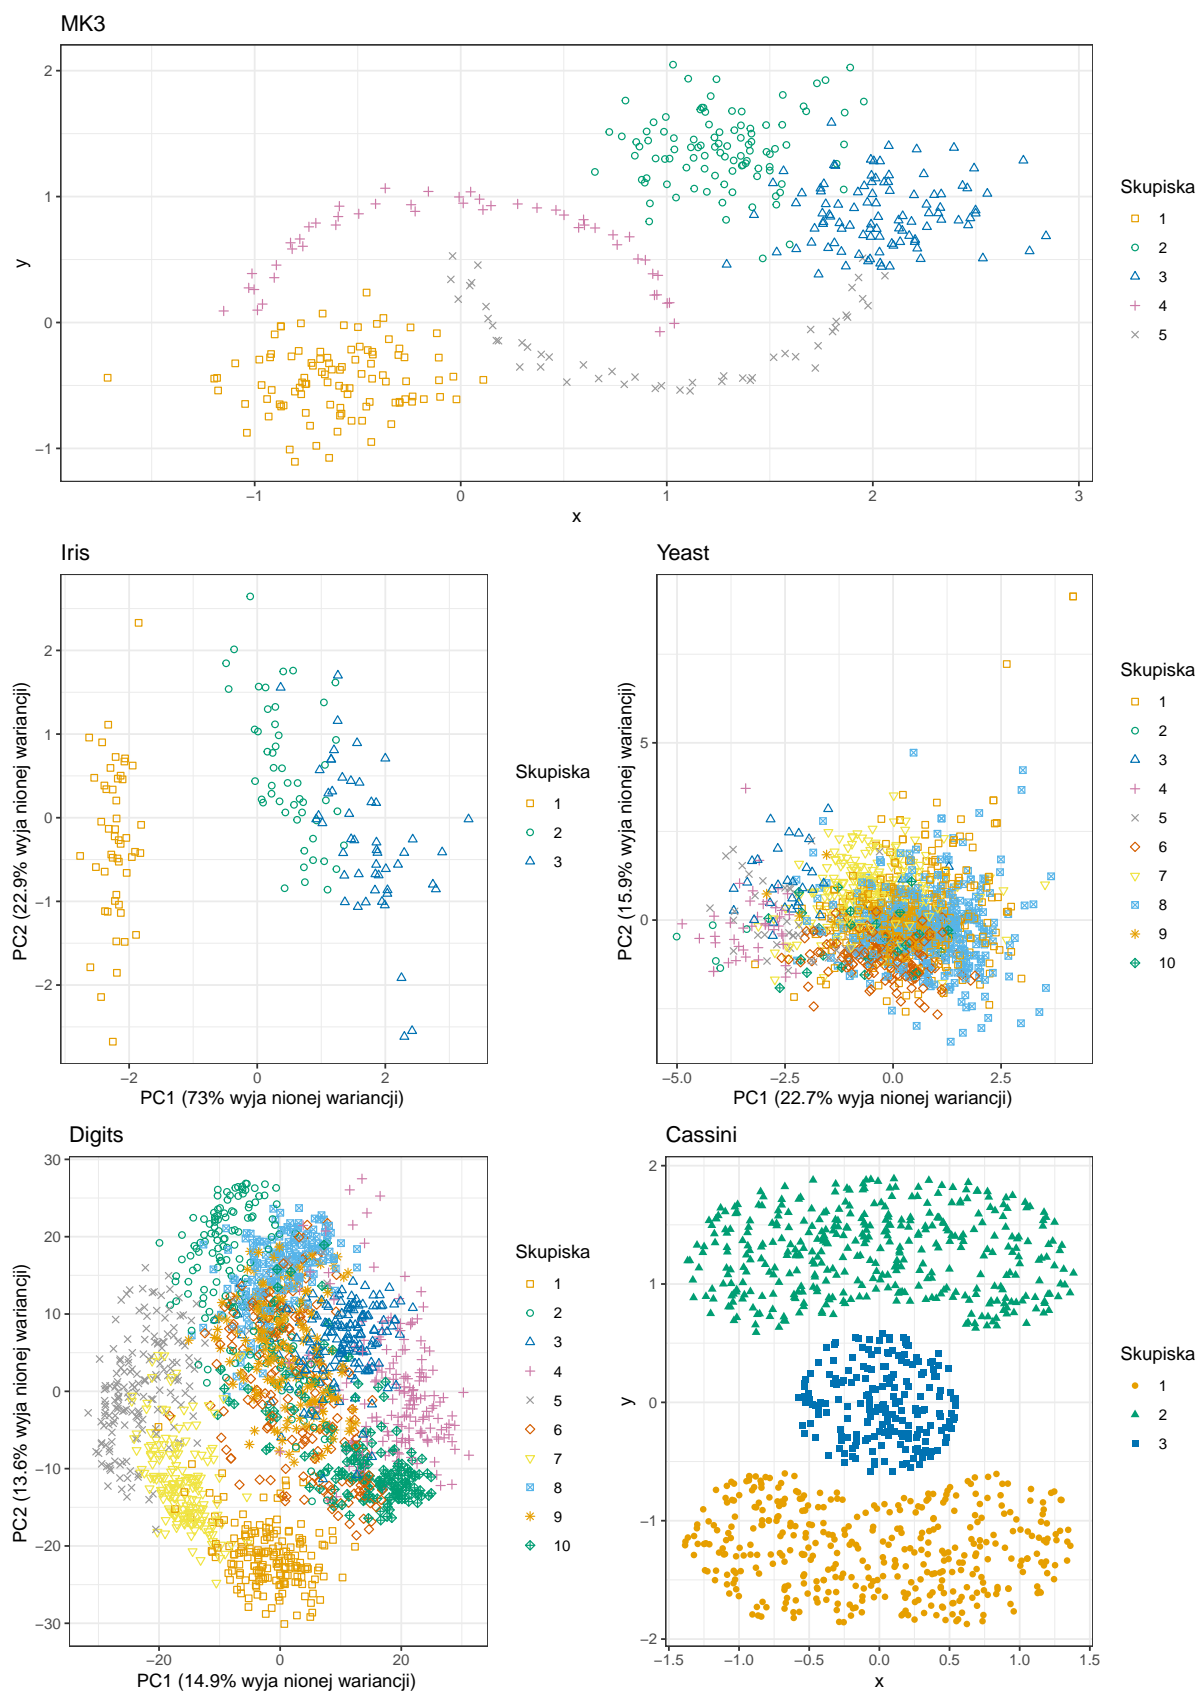 MK3
2
1
0
−1
y
−1 0 1 2 3
x
Skupiska
1
2
3
4
5
Iris
2
1
0
−1
−2
PC2 (22.9% wyja nionej wariancji)
−2 0 2
PC1 (73% wyja nionej wariancji)
Skupiska
1
2
3
Yeast
5
0
PC2 (15.9% wyja nionej wariancji)
−5.0 −2.5 0.0 2.5
PC1 (22.7% wyja nionej wariancji)
Skupiska
1
2
3
4
5
6
7
8
9
10
Digits
30
20
10
0
−10
−20
−30
PC2 (13.6% wyja nionej wariancji)
−20 0 20
PC1 (14.9% wyja nionej wariancji)
Skupiska
1
2
3
4
5
6
7
8
9
10
Cassini
2
1
0
−1
−2
y
−1.5 −1.0 −0.5 0.0 0.5 1.0 1.5
x
Skupiska
1
2
3